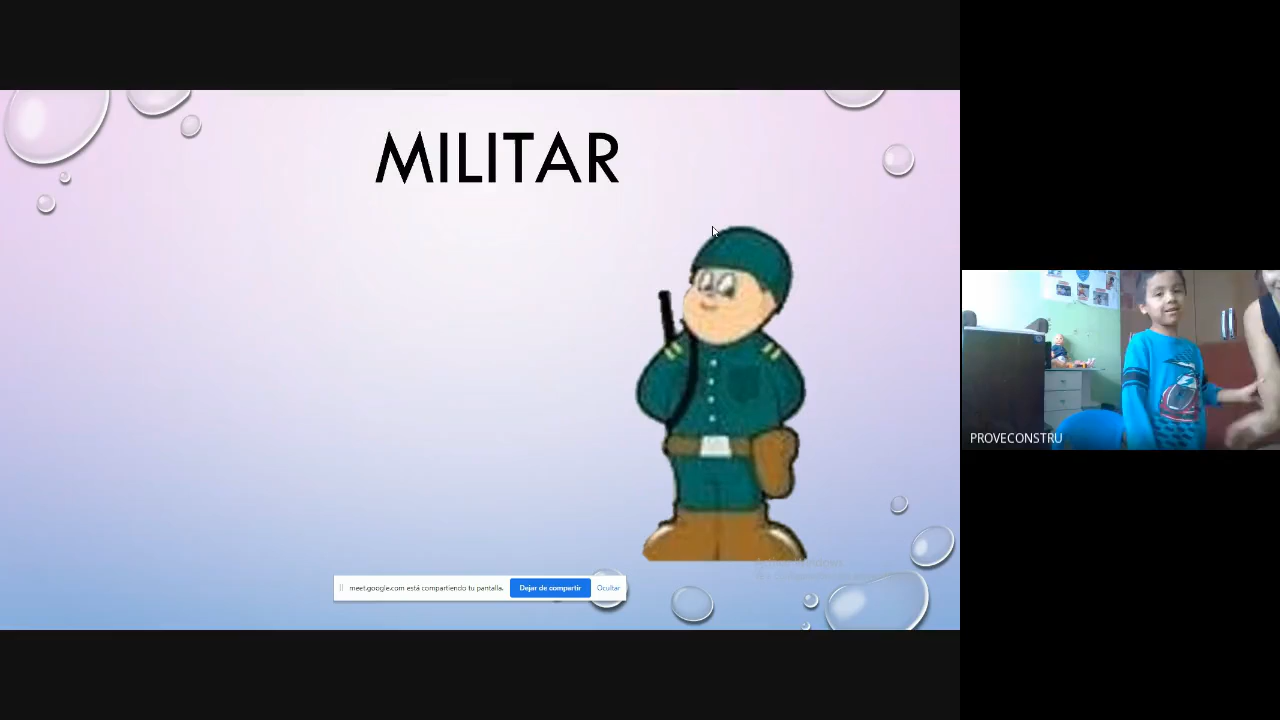 MILITAR
PROVECONSTRU
meet.google.com está compartiendo tu pantalla.
Dejar de compartir
Ocultar